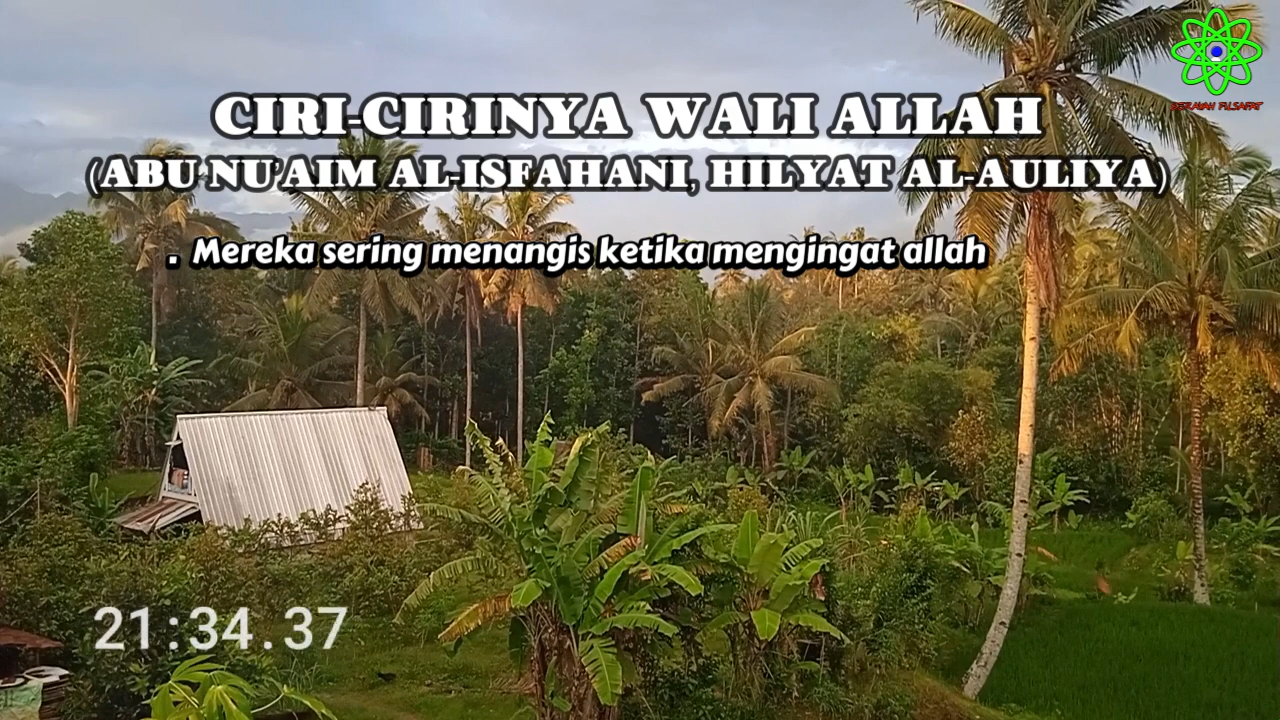 CIRI-CIRINYA WALI ALLAH
(ABU NU'AIM AL-ISFAHANI, HILYAT AL-AULIYA)
. Mereka sering menangis ketika mengingat allah
21:34.37